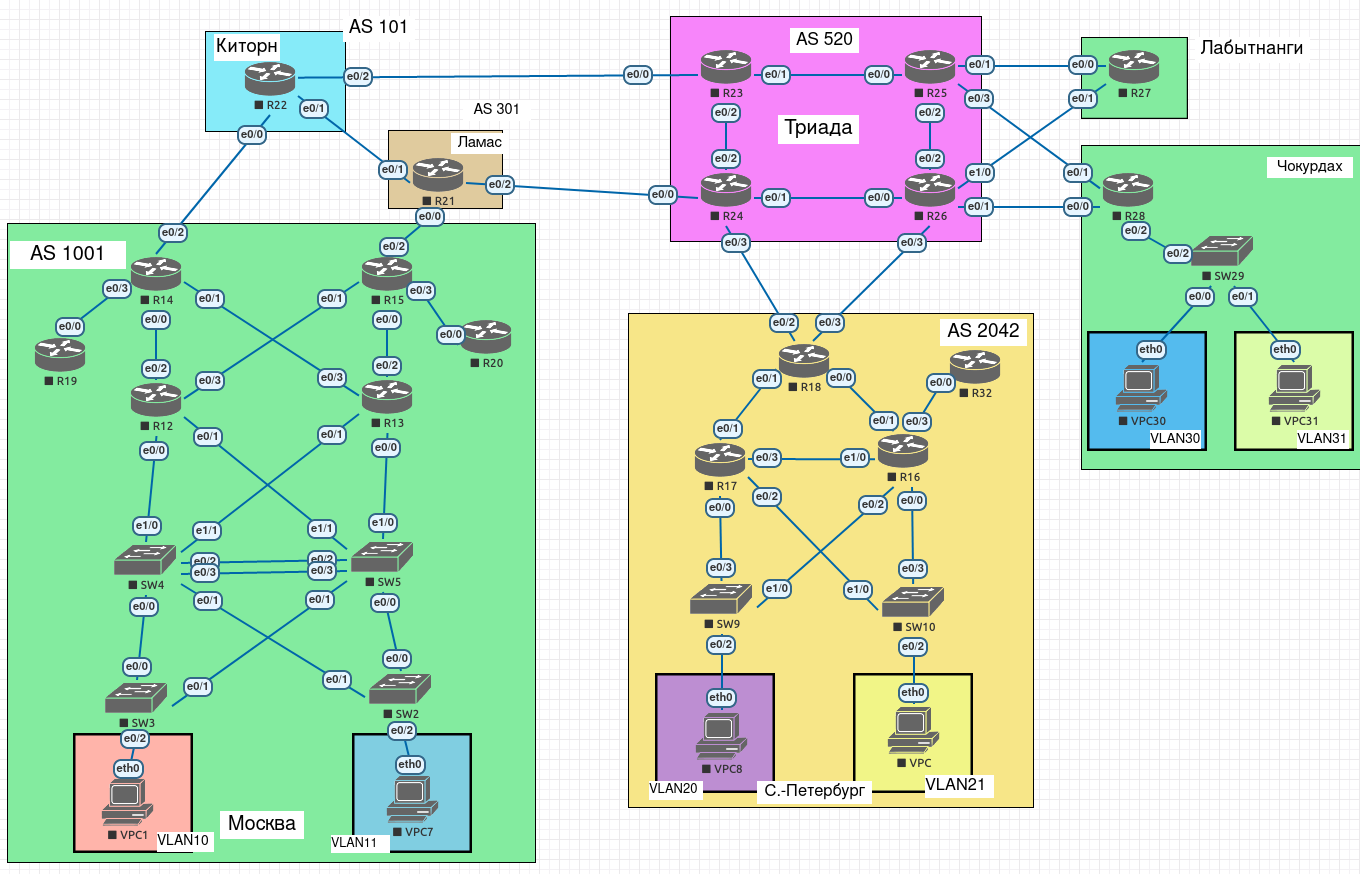 AS 101
Киторн
R22
e0/2
e0/1
e0/0
AS 301
Ламас
e0/1
R21
e0/2
e0/0
AS 520
Триада
e0/0
R23
e0/1
e0/2
e0/0
R25
e0/1
e0/3
e0/2
e0/2
e0/0
R24
e0/1
e0/3
e0/2
e0/0
R26
e1/0
e0/1
e0/3
Лабытнанги
e0/0
R27
e0/1
Чокурдах
e0/1
e0/0
R28
e0/2
e0/2
SW29
e0/0
e0/1
eth0
VPC30
VLAN30
eth0
VPC31
VLAN31
AS 1001
e0/2
R14
e0/3
e0/1
e0/0
e0/0
R19
e0/2
R15
e0/1
e0/3
e0/0
e0/0
R20
e0/2
R12
e0/3
e0/1
e0/0
e0/3
e0/2
R13
e0/1
e0/0
e1/0
e1/1
SW4
e0/2
e0/3
e0/0
e0/1
e1/1
e1/0
SW5
e0/2
e0/3
e0/1
e0/0
e0/0
SW3
e0/1
e0/2
e0/1
e0/0
SW2
e0/2
eth0
VPC1
VLAN10
Москва
eth0
VPC7
VLAN11
AS 2042
e0/2
e0/3
R18
e0/1
e0/0
e0/0
R32
e0/1
R17
e0/3
e0/2
e0/0
e0/1
e0/3
e1/0
R16
e0/2
e0/0
e0/3
e1/0
SW9
e0/2
e1/0
e0/3
SW10
e0/2
eth0
VPC8
VLAN20
С.-Петербург
eth0
VPC
VLAN21